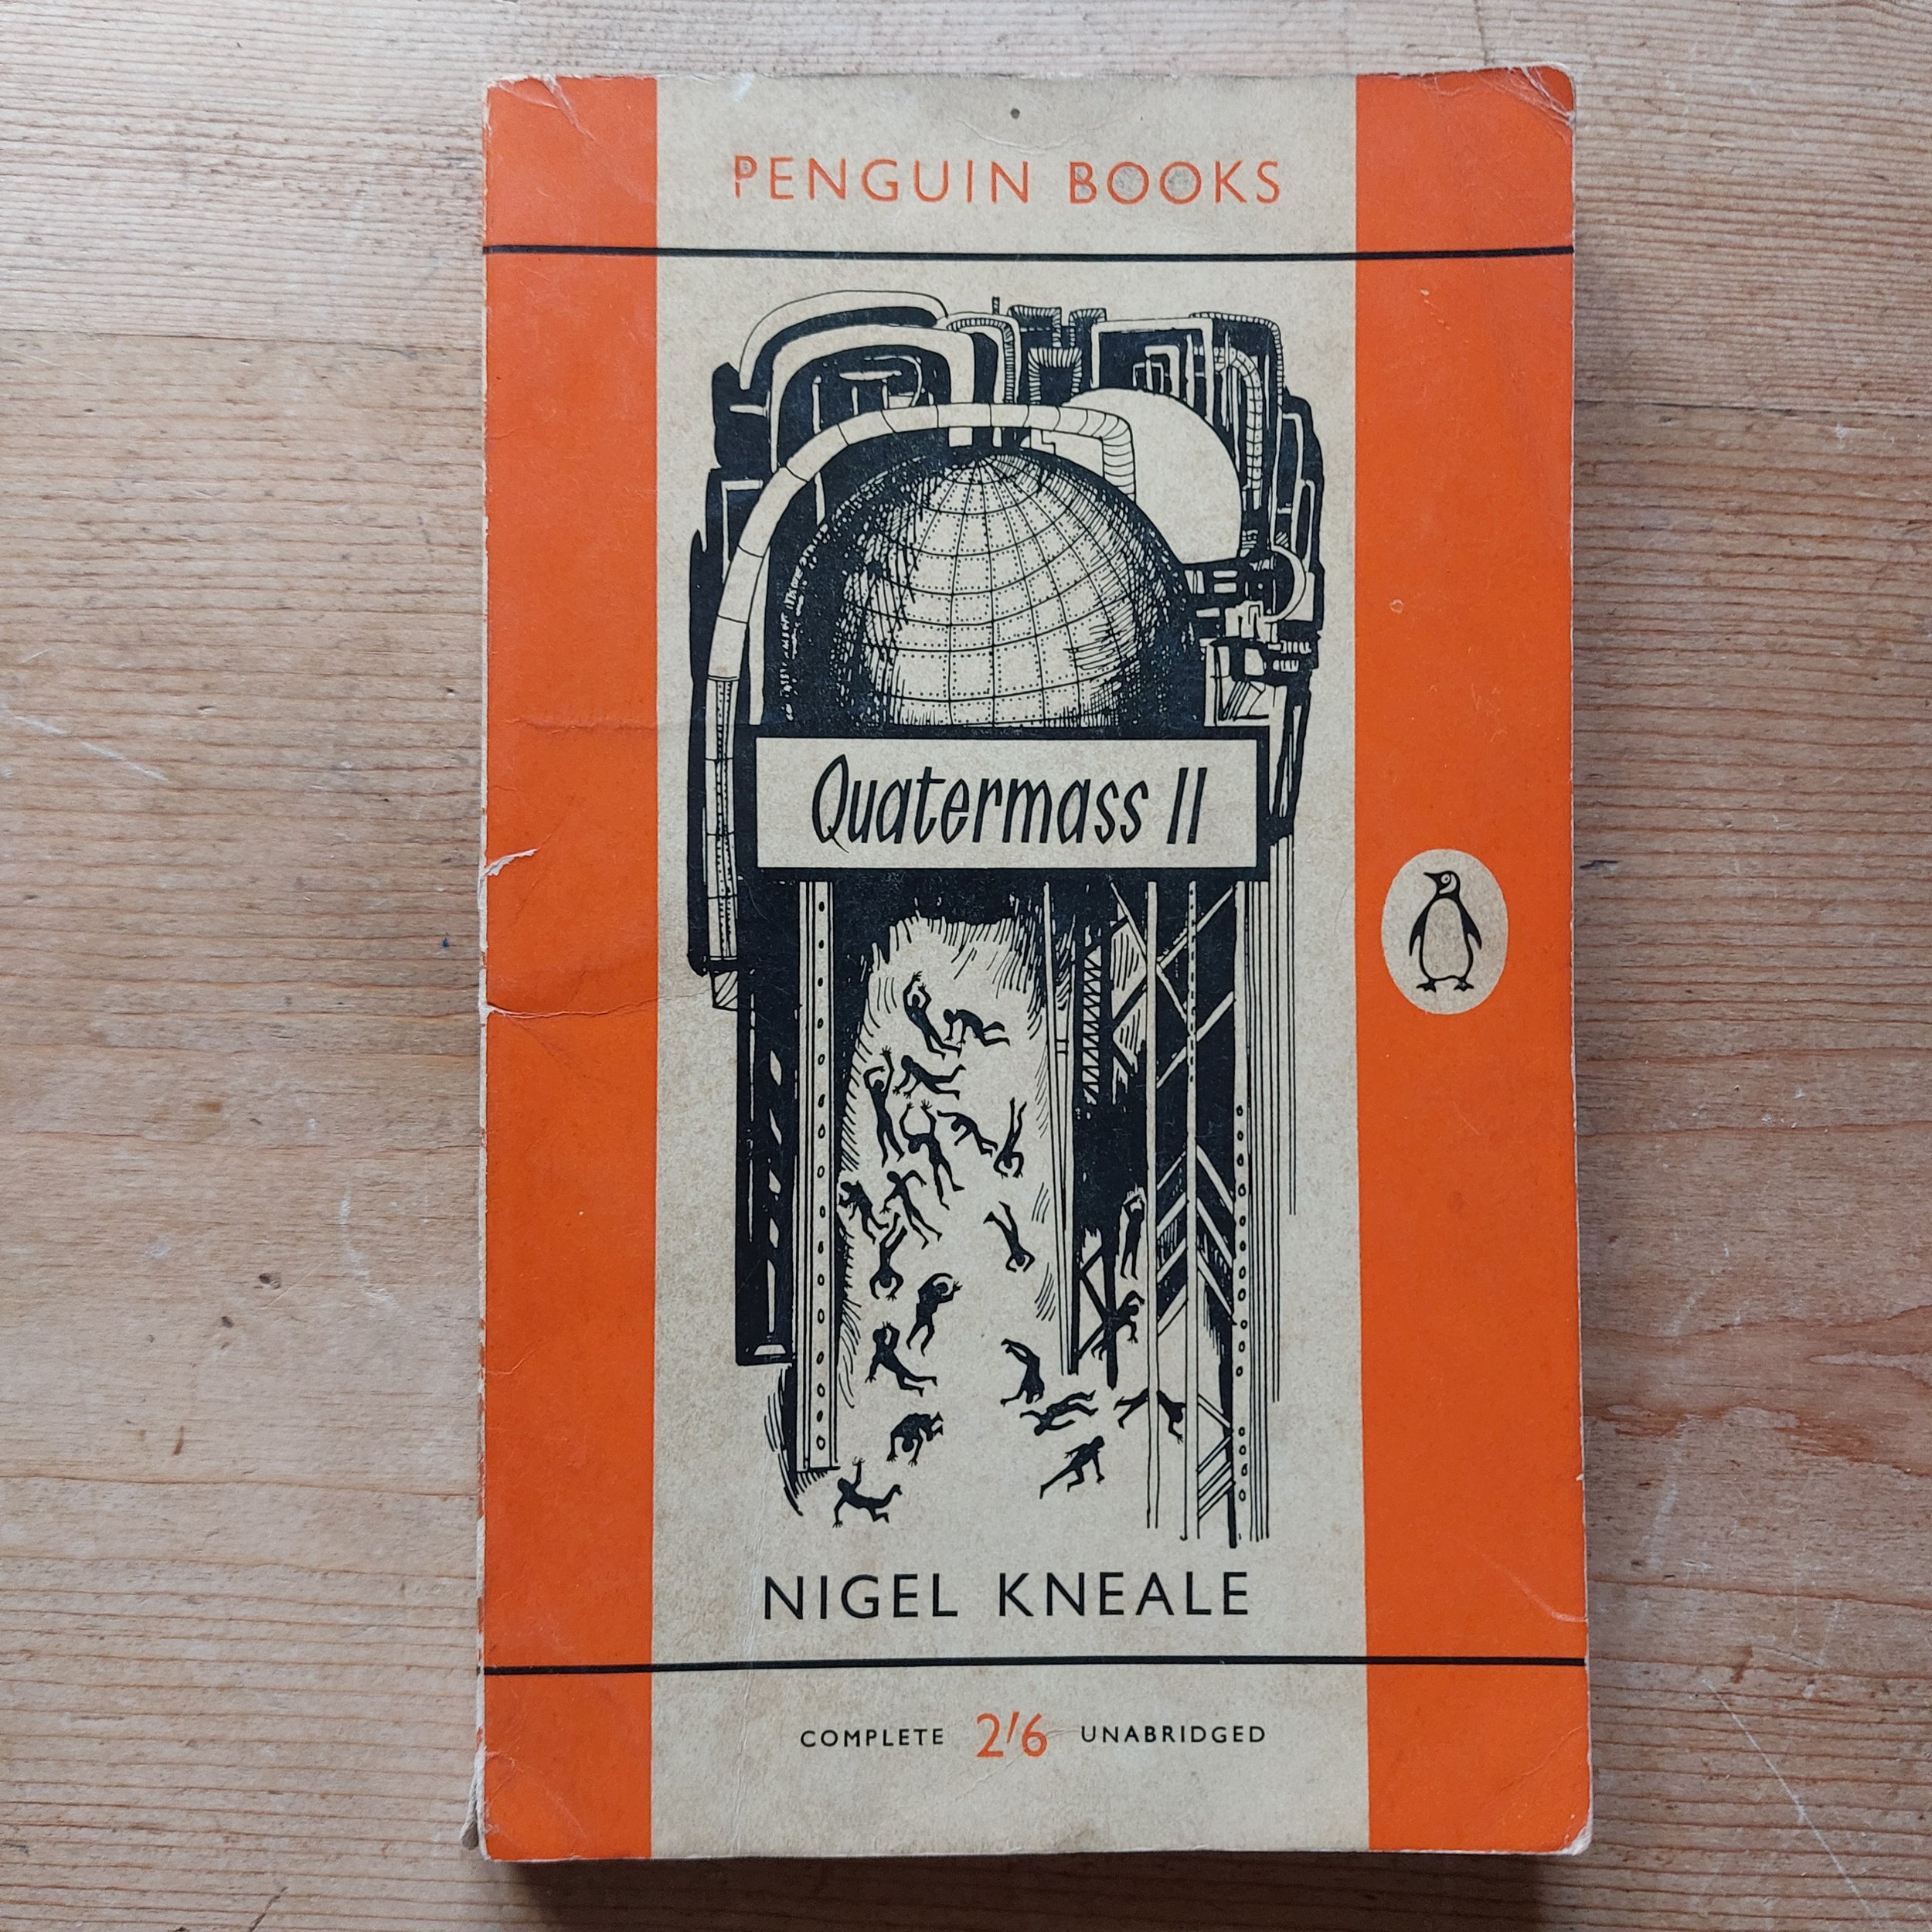 PENGUIN BOOKS
Quatermass II
NIGEL KNEALE
COMPLETE 2/6 UNABRIDGED